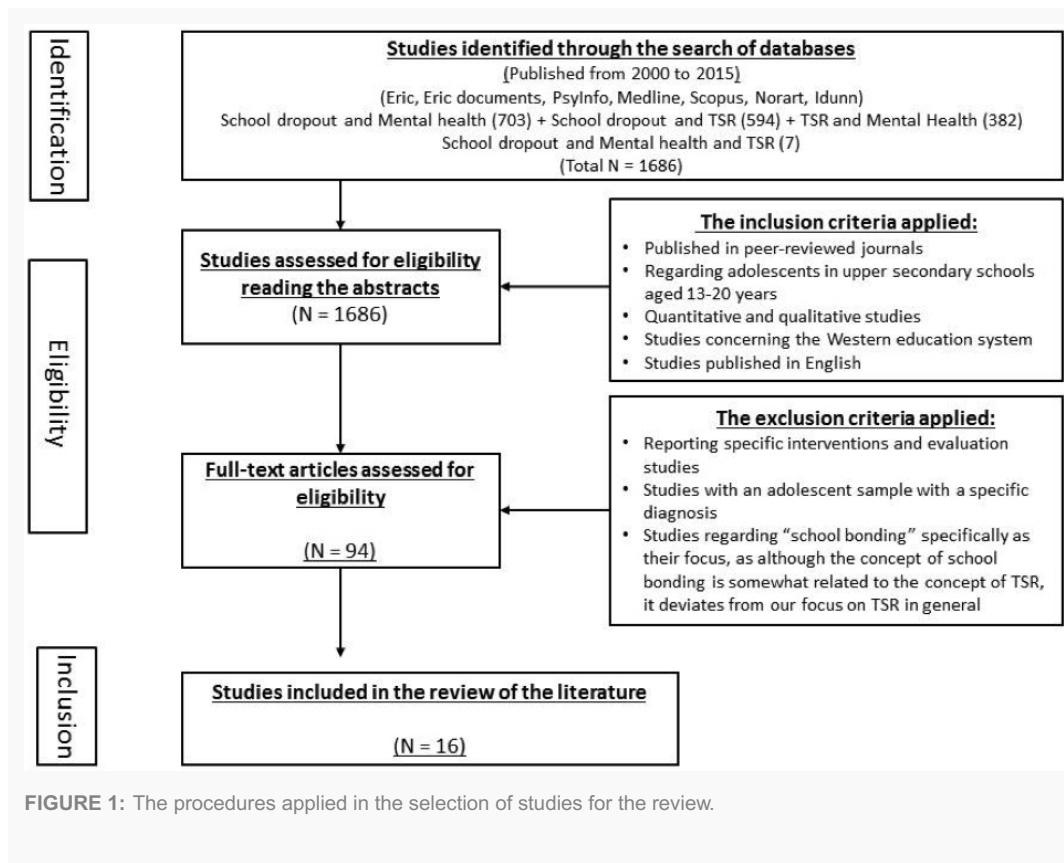 Identification
Studies identified through the search of databases
(Published from 2000 to 2015)
(Eric, Eric documents, PsyInfo, Medline, Scopus, Norart, Idunn)
School dropout and Mental health (703) + School dropout and TSR (594) + TSR and Mental Health (382)
School dropout and Mental health and TSR (7)
(Total N = 1686)
Eligibility
Studies assessed for eligibility
reading the abstracts
(N = 1686)
The inclusion criteria applied:
• Published in peer-reviewed journals
• Regarding adolescents in upper secondary schools
aged 13-20 years
• Quantitative and qualitative studies
• Studies concerning the Western education system
• Studies published in English
Full-text articles assessed for
eligibility
(N = 94)
The exclusion criteria applied:
• Reporting specific interventions and evaluation
studies
• Studies with an adolescent sample with a specific
diagnosis
• Studies regarding “school bonding” specifically as
their focus, as although the concept of school
bonding is somewhat related to the concept of TSR,
it deviates from our focus on TSR in general
Inclusion
Studies included in the review of the literature
(N = 16)
FIGURE 1: The procedures applied in the selection of studies for the review.